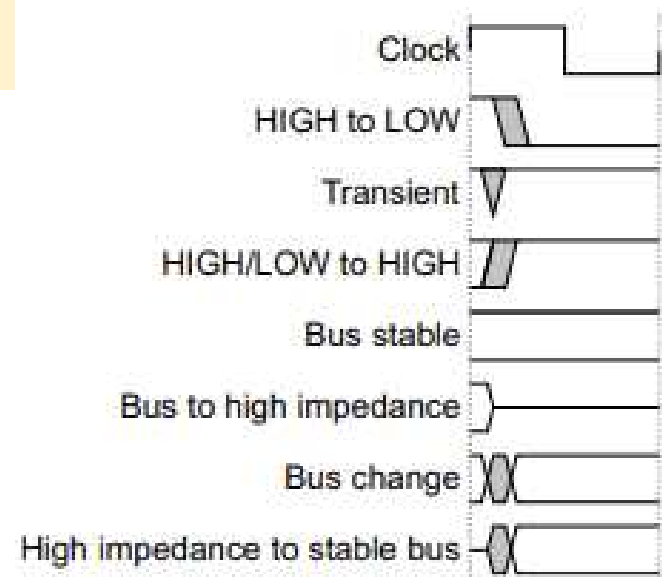 Clock
HIGH to LOW
Transient
HIGH/LOW to HIGH
Bus stable
Bus to high impedance
Bus change
High impedance to stable bus